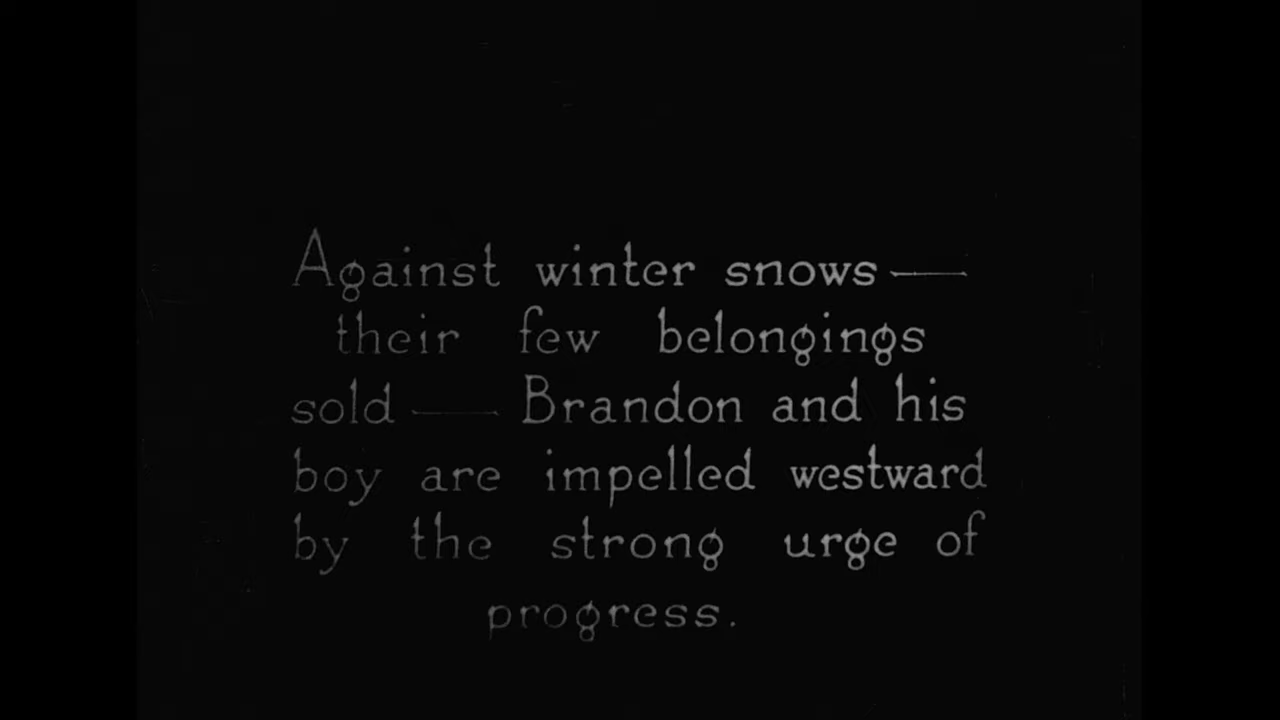 Against winter snows —
their few belongings
sold — Brandon and his
boy are impelled westward
by the strong urge of
progress.